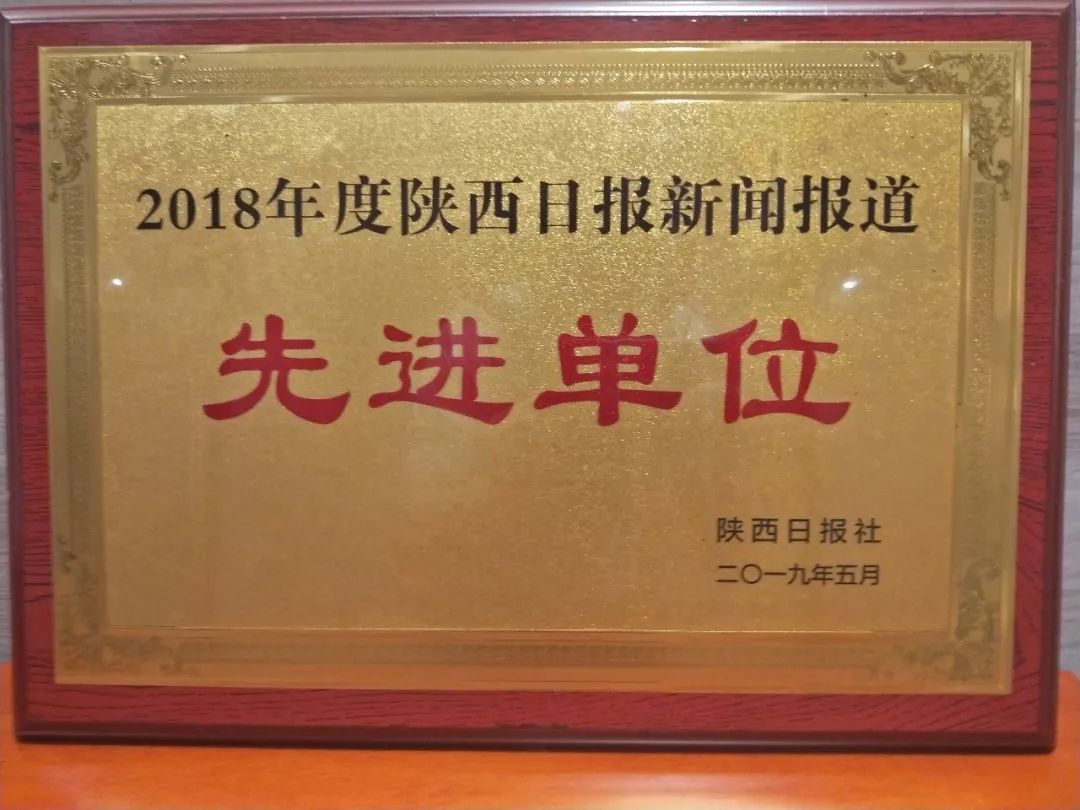 2018年度陕西日报新闻报道
先进单位
陕西日报社
二〇一九年五月